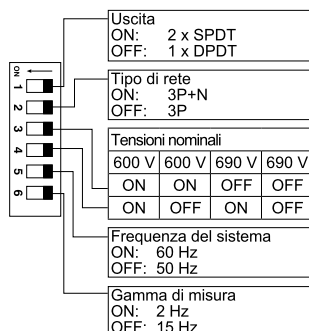 Uscita
ON: 2 x SPDT
OFF: 1 x DPDT
ON
1
2
3
4
5
6
Tipo di rete
ON: 3P+N
OFF: 3P
Tensioni nominali
600 V 600 V 690 V 690 V
ON ON OFF OFF
ON OFF ON OFF
Frequenza del sistema
ON: 60 Hz
OFF: 50 Hz
Gamma di misura
ON: 2 Hz
OFF: 15 Hz